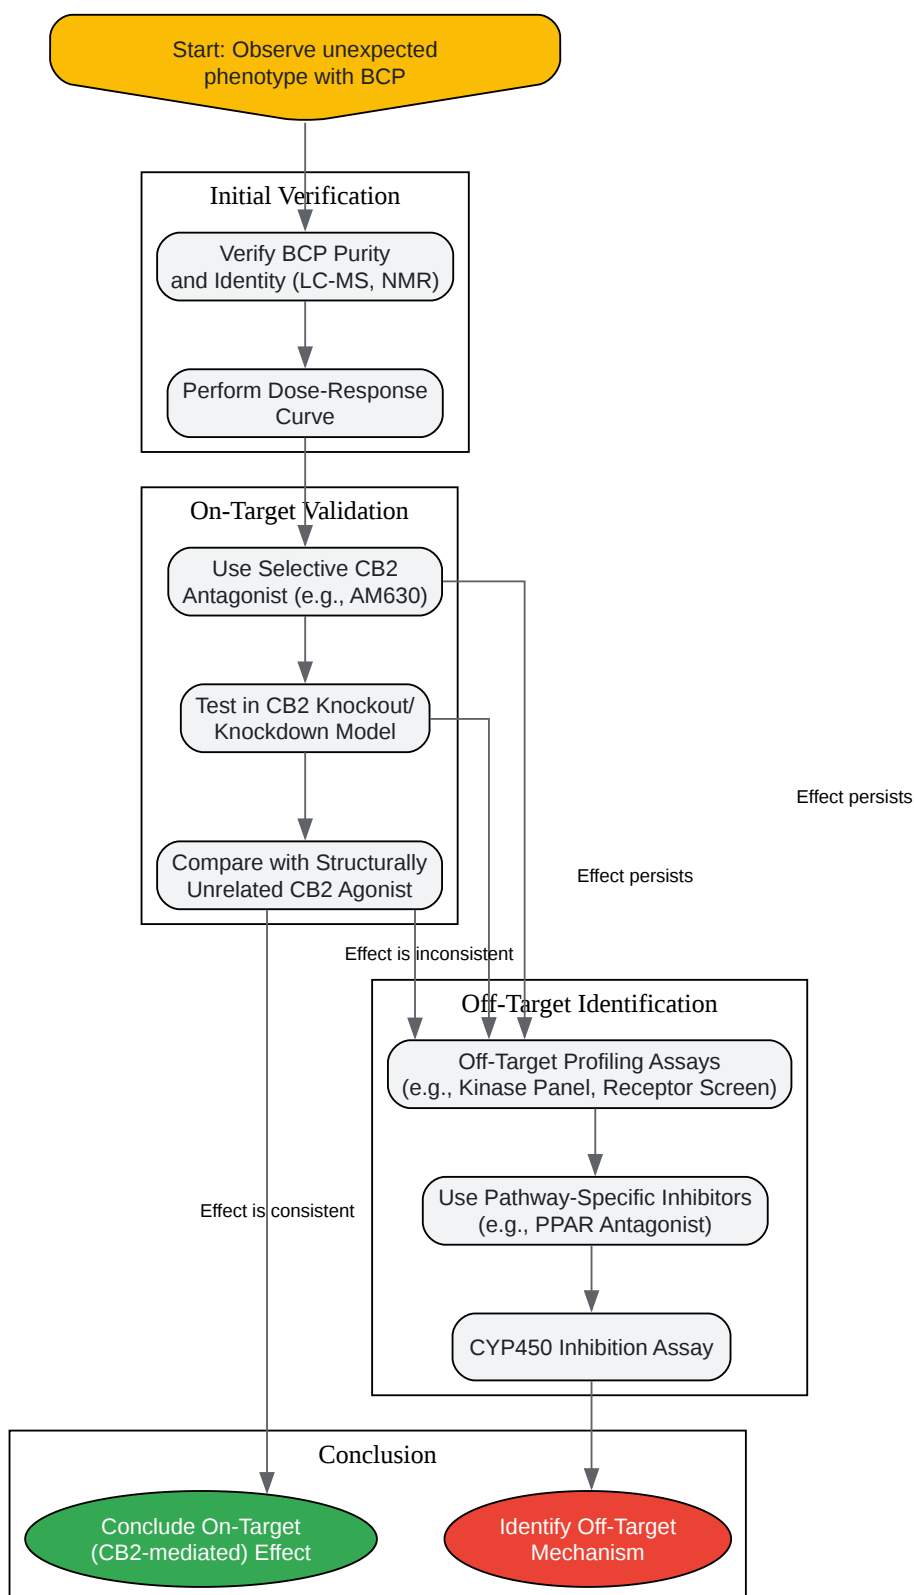 Start: Observe unexpected
phenotype with BCP
Initial Verification
Verify BCP Purity
and Identity (LC-MS, NMR)
Perform Dose-Response
Curve
On-Target Validation
Use Selective CB2
Antagonist (e.g., AM630)
Test in CB2 Knockout/
Knockdown Model
Effect persists
Compare with Structurally
Unrelated CB2 Agonist
Effect persists
Effect is inconsistent
Off-Target Identification
Off-Target Profiling Assays
(e.g., Kinase Panel, Receptor Screen)
Use Pathway-Specific Inhibitors
(e.g., PPAR Antagonist)
Effect is consistent
CYP450 Inhibition Assay
Conclusion
Conclude On-Target
(CB2-mediated) Effect
Identify Off-Target
Mechanism